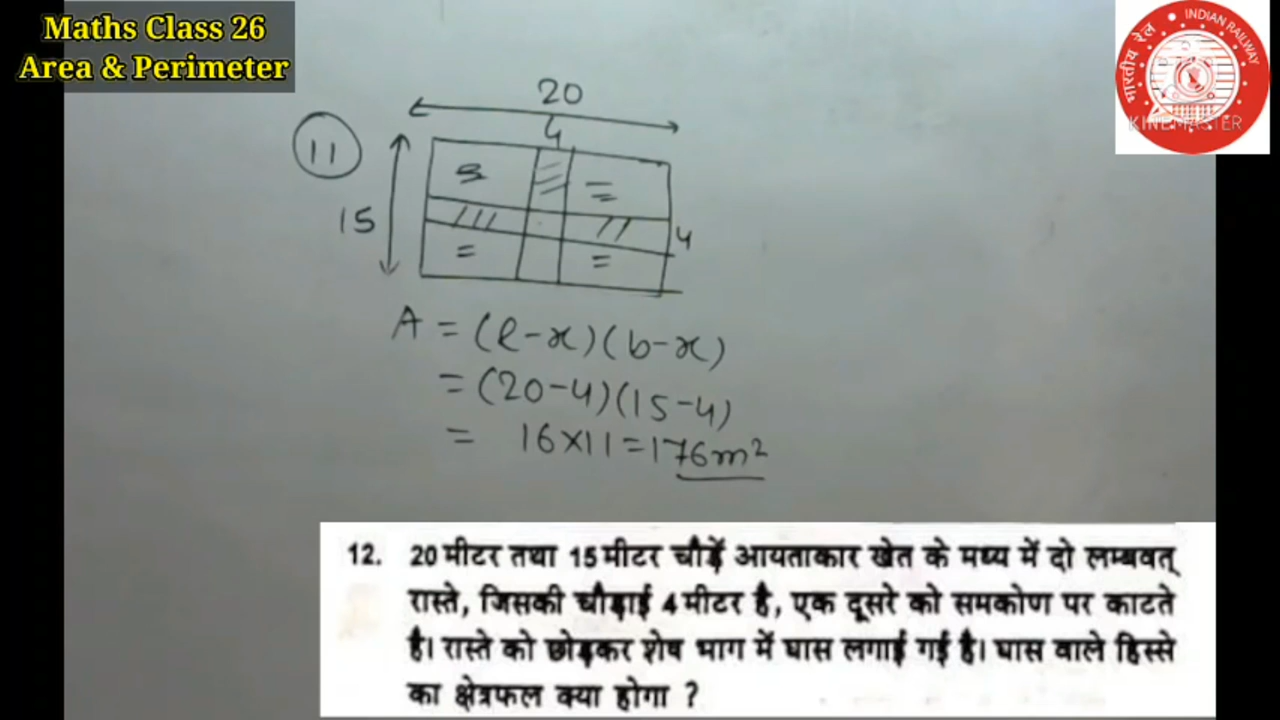 Maths Class 26
Area & Perimeter
भारतीय रेल
INDIAN RAILWAY
KINEMASTER
20
4
11
15
4
A = (l-x)(b-x)
= (20-4)(15-4)
= 16×11=176m²
12. 20 मीटर तथा 15 मीटर चौड़ें आयताकार खेत के मध्य में दो लम्बवत्
रास्ते, जिसकी चौड़ाई 4 मीटर है, एक दूसरे को समकोण पर काटते
है। रास्ते को छोड़कर शेष भाग में घास लगाई गई है। घास वाले हिस्से
का क्षेत्रफल क्या होगा ?